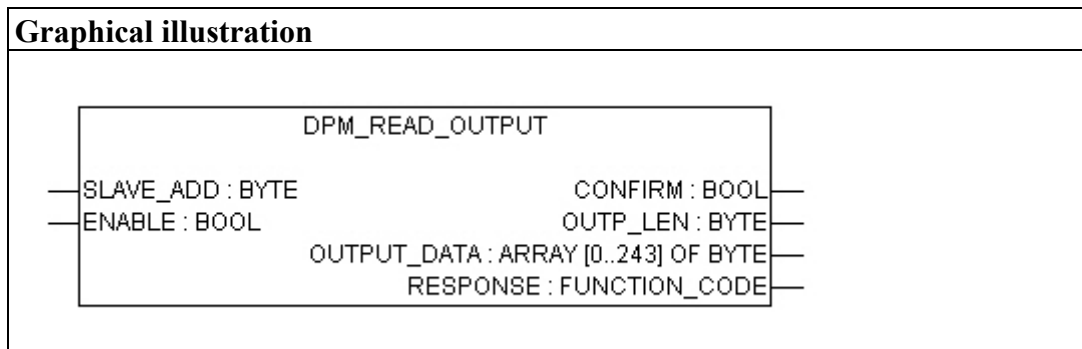 Graphical illustration
DPM_READ_OUTPUT
SLAVE_ADD : BYTE CONFIRM : BOOL
ENABLE : BOOL OUTP_LEN : BYTE
OUTPUT_DATA : ARRAY [0..243] OF BYTE
RESPONSE : FUNCTION_CODE